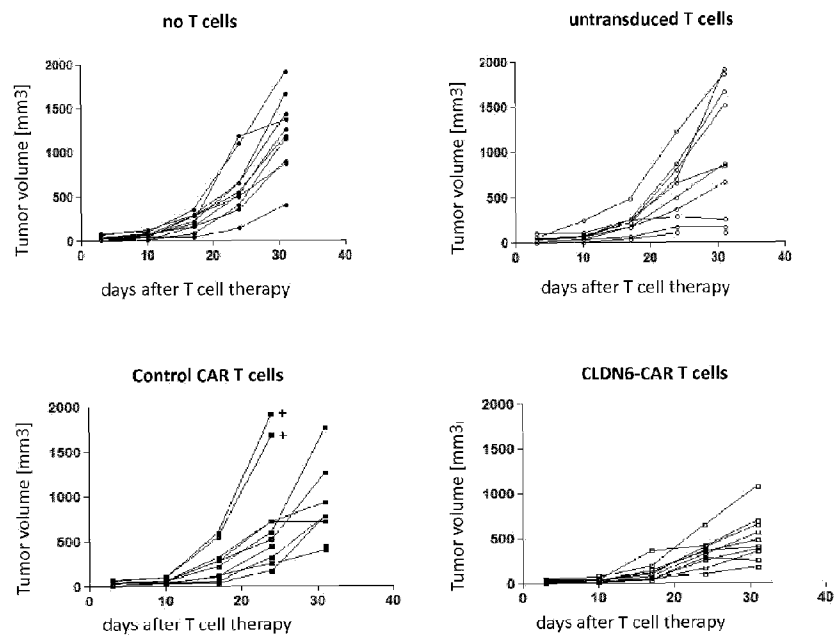 no T cells
untransduced T cells
Tumor volume [mm3]
2000
1500
1000
500
0
0 10 20 30 40
days after T cell therapy
Tumor volume [mm3]
2000
1500
1000
500
0
0 10 20 30 40
days after T cell therapy
Control CAR T cells
CLDN6-CAR T cells
Tumor volume [mm3]
2000
1500
1000
500
0
0 10 20 30 40
days after T cell therapy
+
+
Tumor volume [mm3]
2000
1500
1000
500
0
0 10 20 30 40
days after T cell therapy